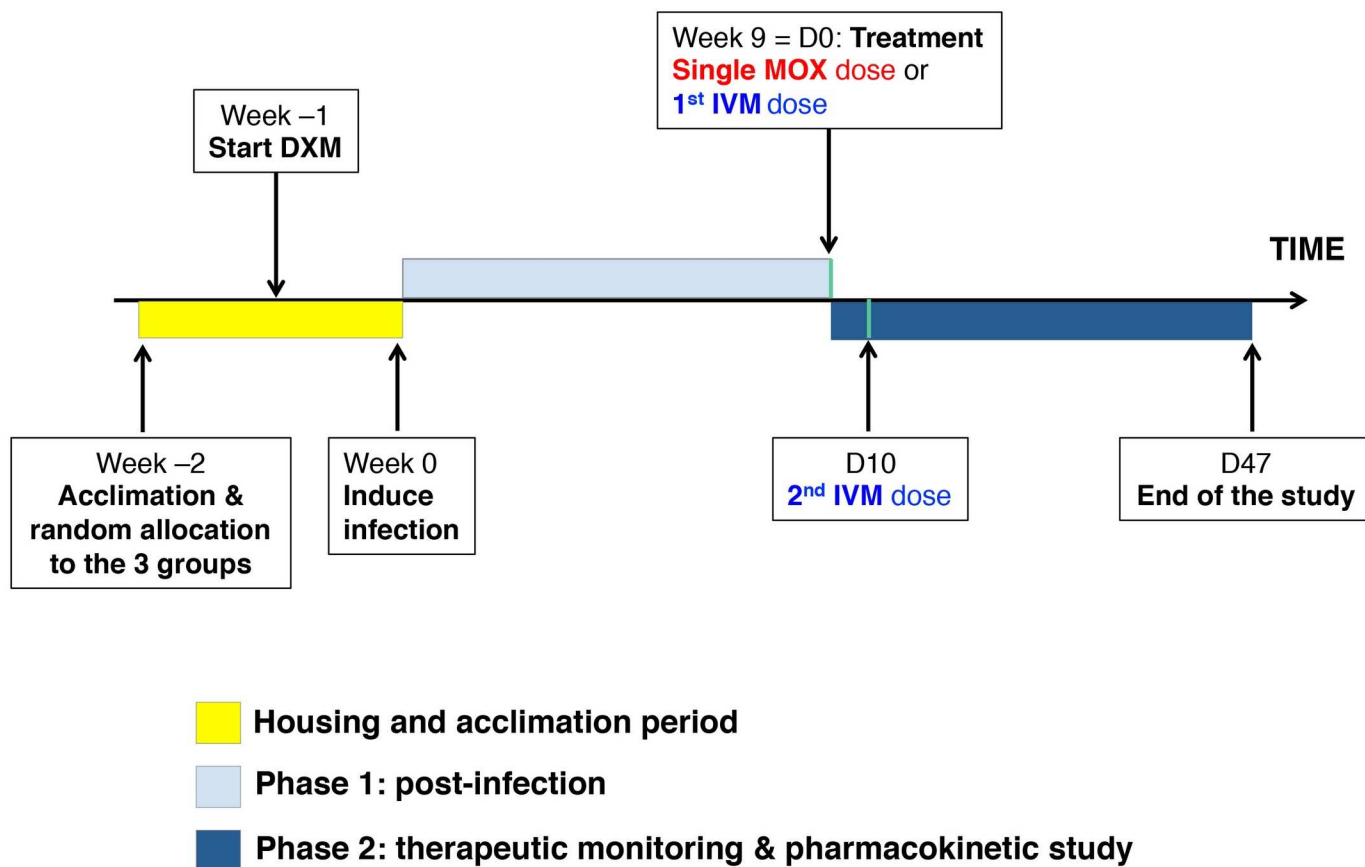 Week 9 = D0: Treatment
Single MOX dose or
1st IVM dose
Week –1
Start DXM
TIME
Week –2
Acclimation &
random allocation
to the 3 groups
Week 0
Induce
infection
D10
2nd IVM dose
D47
End of the study
Housing and acclimation period
Phase 1: post-infection
Phase 2: therapeutic monitoring & pharmacokinetic study